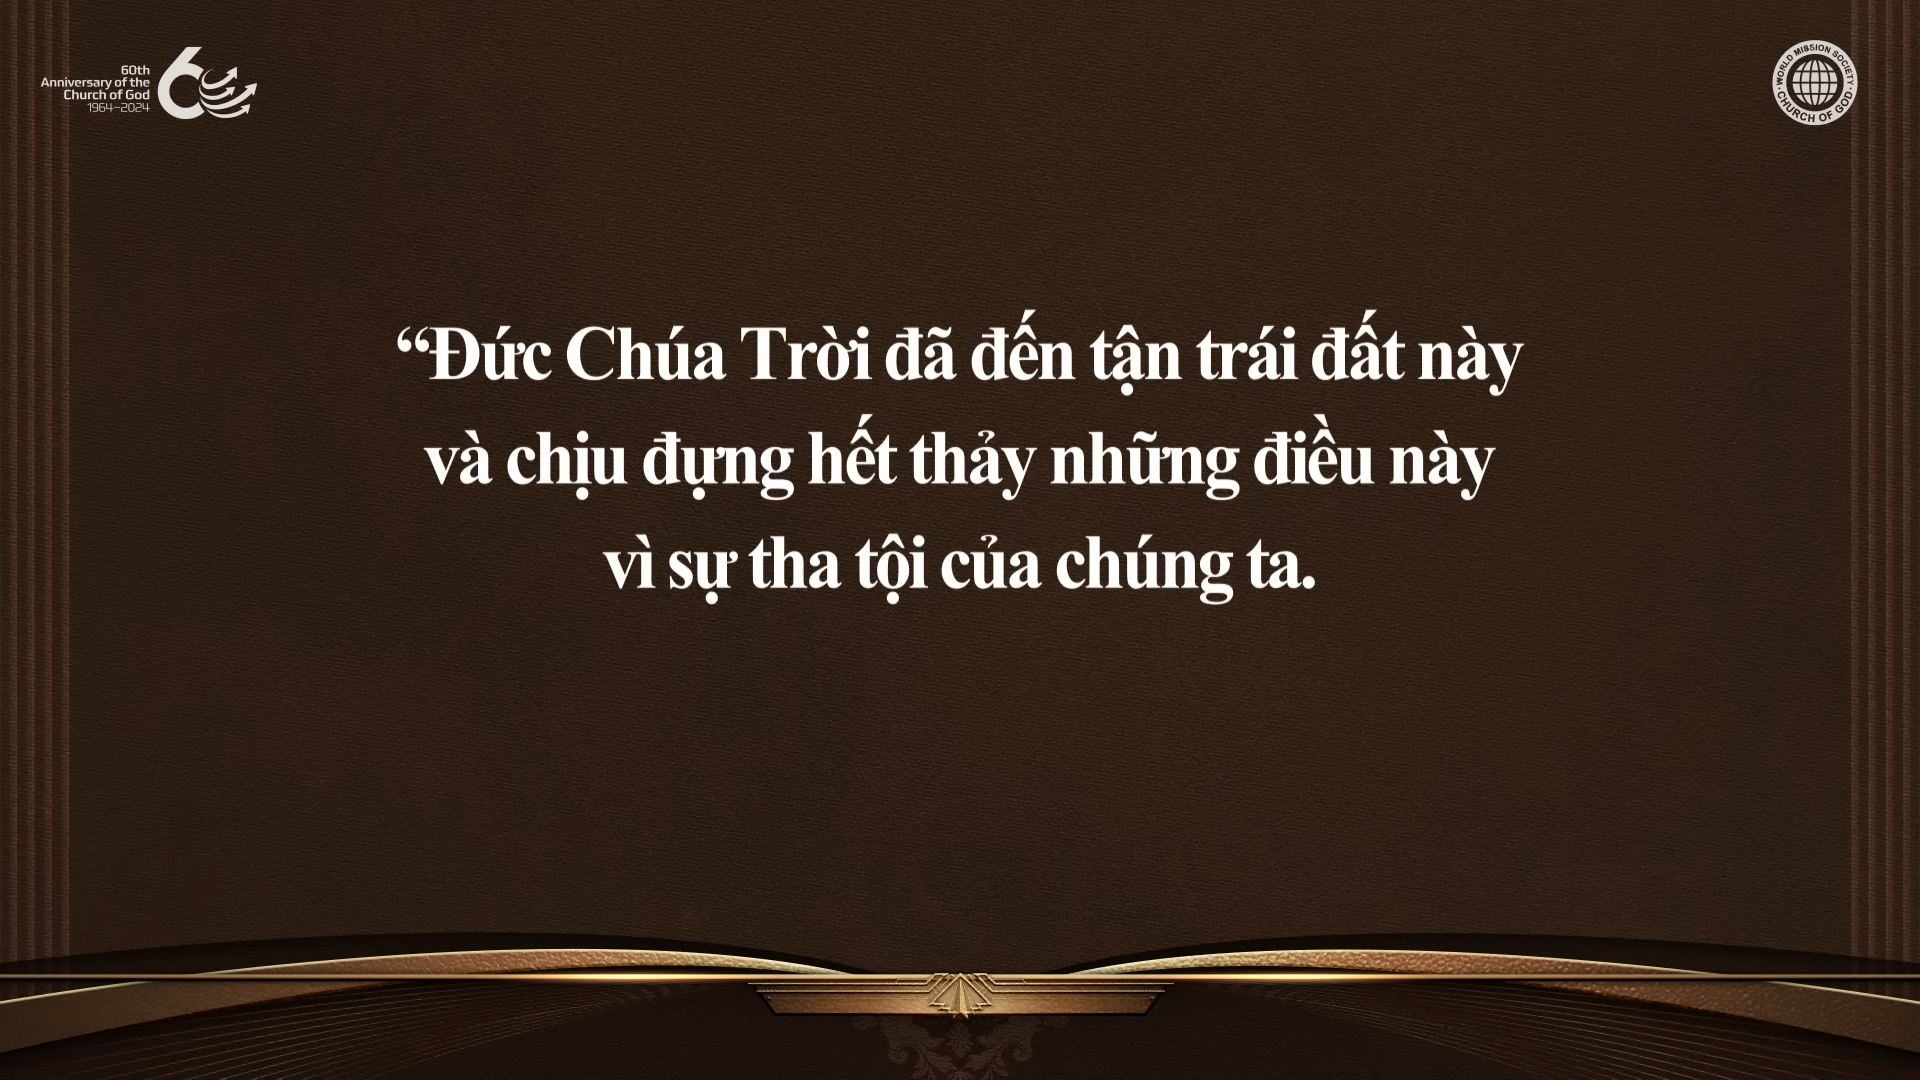 60th
Anniversary of the
Church of God
1964–2024
WORLD MISSION SOCIETY
CHURCH OF GOD
“Đức Chúa Trời đã đến tận trái đất này
và chịu đựng hết thảy những điều này
vì sự tha tội của chúng ta.